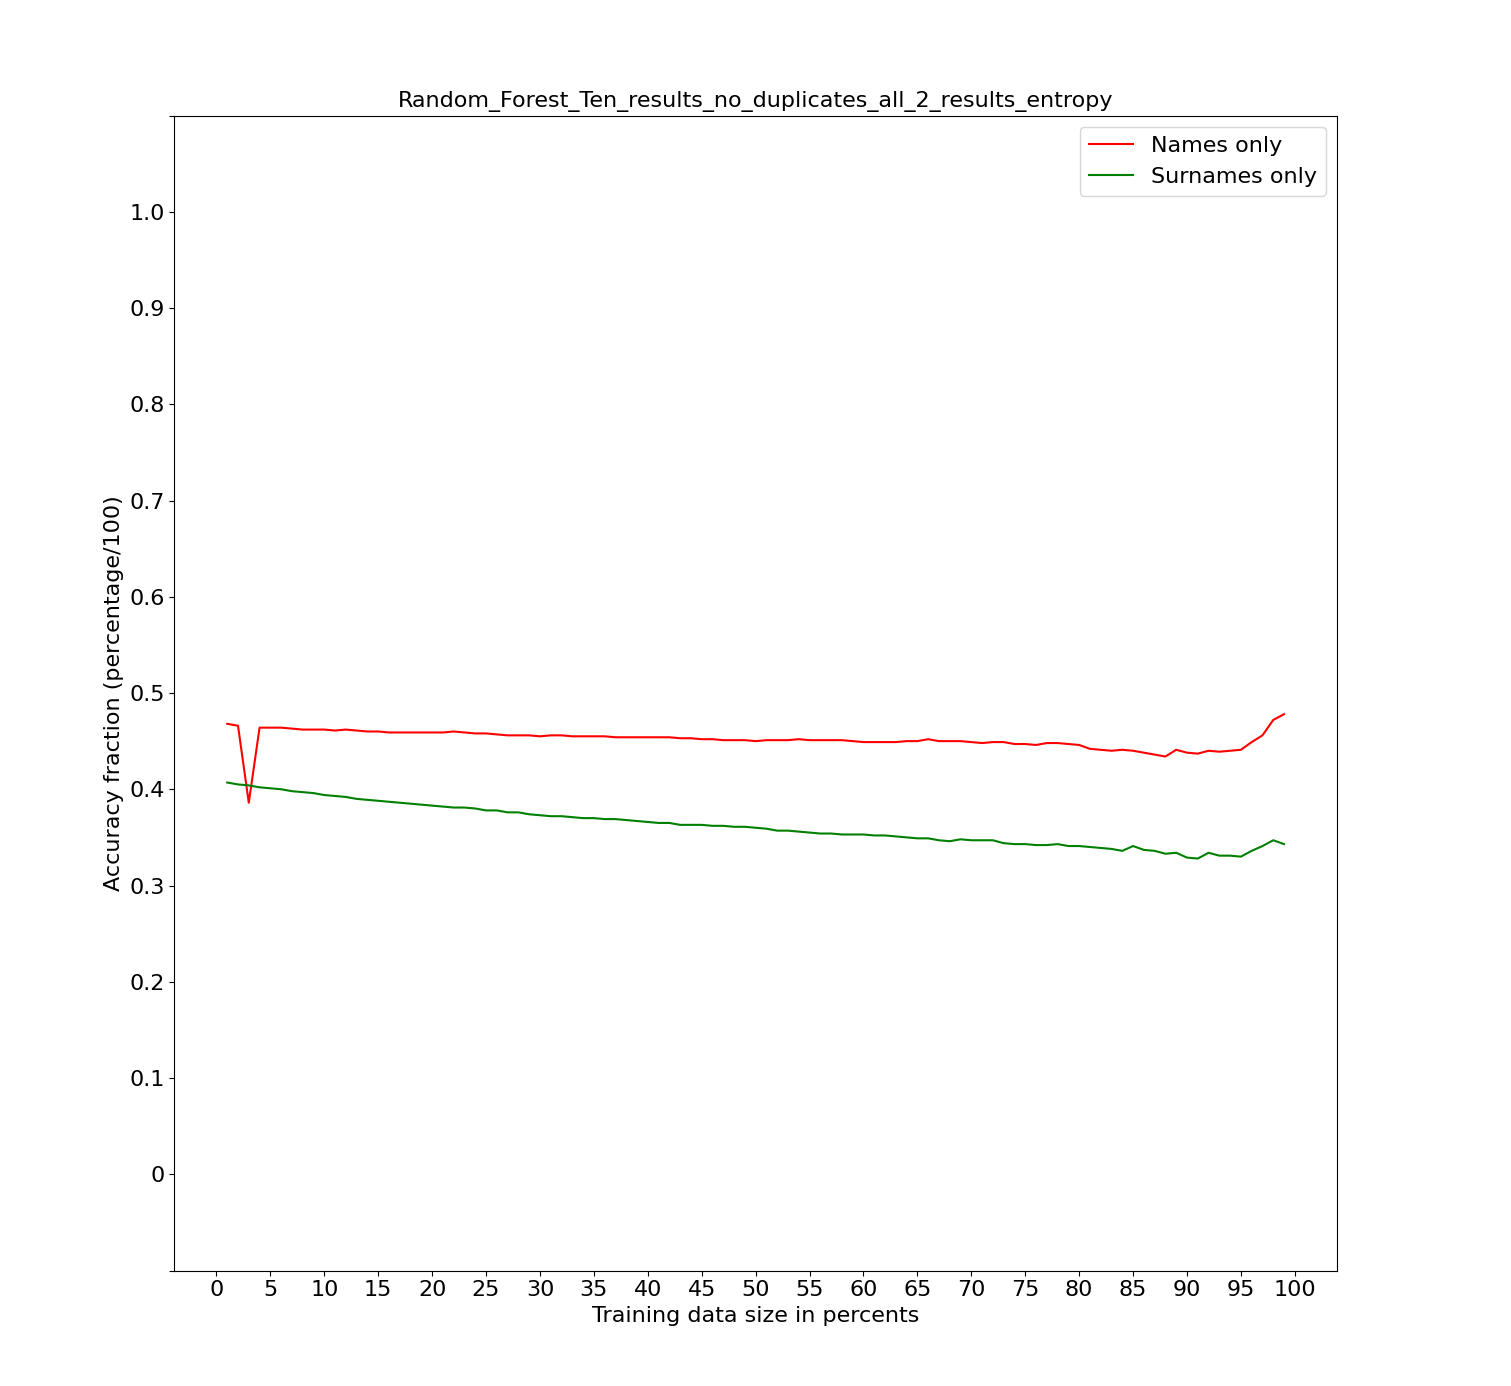 Random_Forest_Ten_results_no_duplicates_all_2_results_entropy
Names only
Surnames only
1.0
0.9
0.8
0.7
0.6
0.5
0.4
0.3
0.2
0.1
0
Accuracy fraction (percentage/100)
0 5 10 15 20 25 30 35 40 45 50 55 60 65 70 75 80 85 90 95 100
Training data size in percents